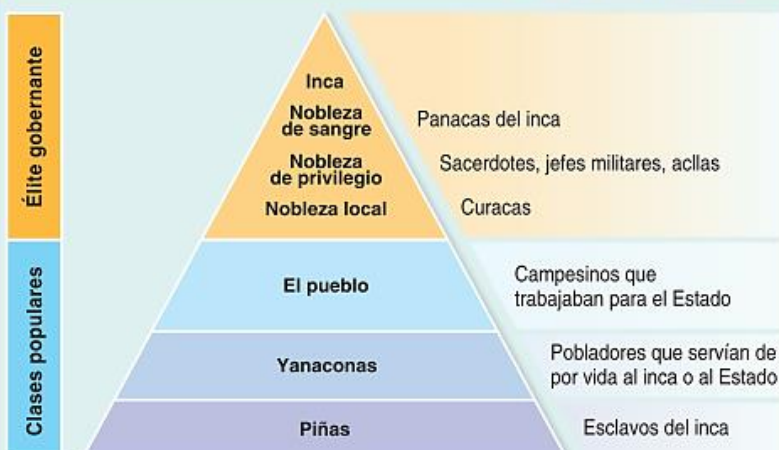 Élite gobernante
Inca
Nobleza
de sangre
Panacas del inca
Nobleza
de privilegio
Sacerdotes, jefes militares, acllas
Nobleza local
Curacas
Clases populares
El pueblo
Campesinos que
trabajaban para el Estado
Yanaconas
Pobladores que servían de
por vida al inca o al Estado
Piñas
Esclavos del inca